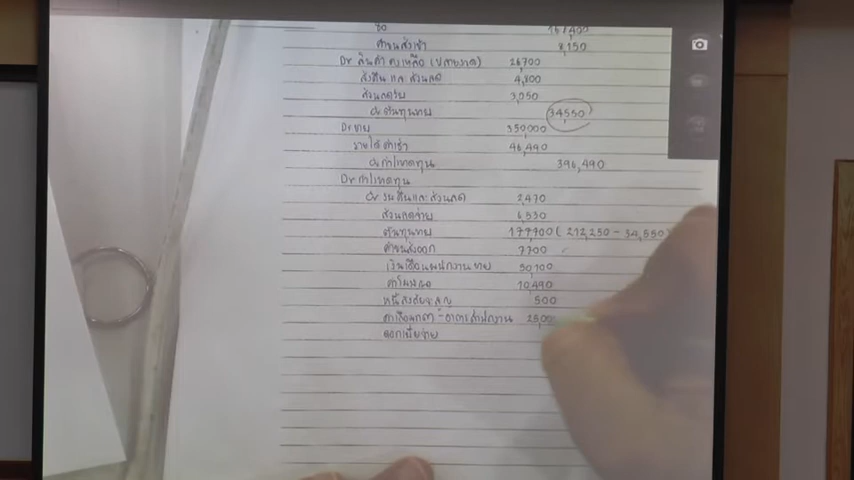 ซื้อ 167,400
ค่าขนส่งเข้า 8,150
Dr สินค้าคงเหลือ (ปลายงวด) 26,700
ส่งคืนและส่วนลด 4,800
ส่วนลดรับ 3,050
Cr ต้นทุนขาย 34,550
Dr ขาย 350,000
รายได้ค่าเช่า 46,490
Cr กำไรขาดทุน 396,490
Dr กำไรขาดทุน
Cr รับคืนและส่วนลด 2,470
ส่วนลดจ่าย 6,530
ต้นทุนขาย 177,700 ( 212,250 - 34,550
ค่าขนส่งออก 7,700
เงินเดือนพนักงานขาย 50,100
ค่าโฆษณา 10,490
หนี้สงสัยจะสูญ 500
ค่าเสื่อมราคา - อาคารสำนักงาน 2,500
ดอกเบี้ยจ่าย